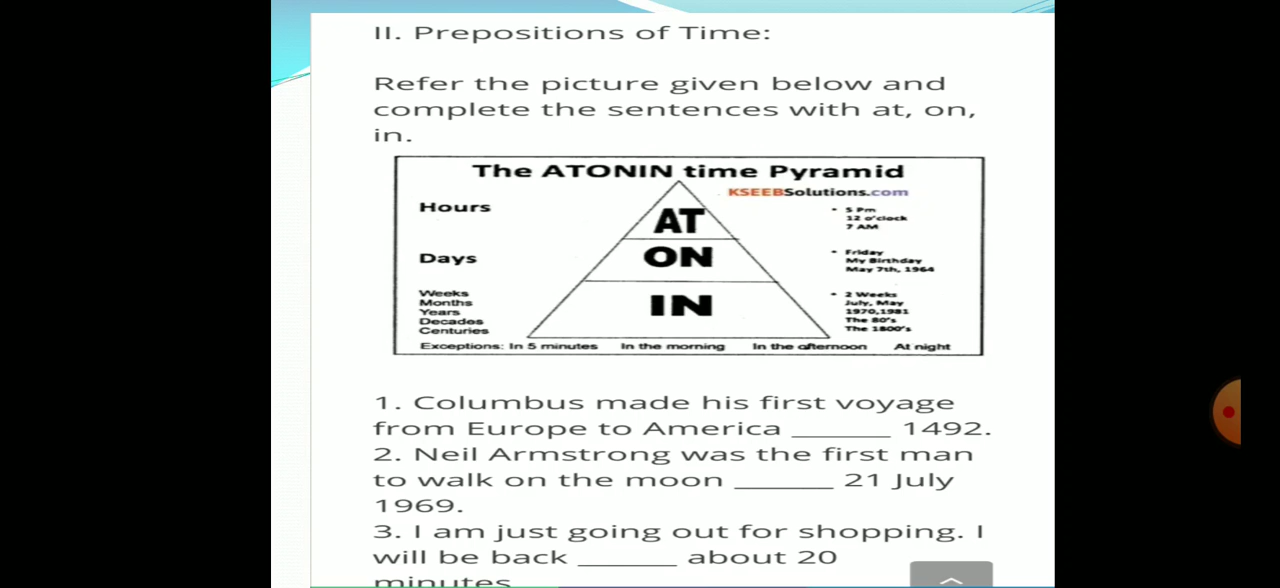 II. Prepositions of Time:
Refer the picture given below and
complete the sentences with at, on,
in.
The ATONIN time Pyramid
KSEEBSolutions.com
Hours
AT
• 5 Pm
12 o'clock
7 AM
Days
ON
• Friday
My Birthday
May 7th, 1964
Weeks
Months
Years
Decades
Centuries
IN
• 2 Weeks
July, May
1970,1981
The 80's
The 1800's
Exceptions: In 5 minutes In the morning In the afternoon At night
1. Columbus made his first voyage
from Europe to America ______ 1492.
2. Neil Armstrong was the first man
to walk on the moon ______ 21 July
1969.
3. I am just going out for shopping. I
will be back ______ about 20
minutes